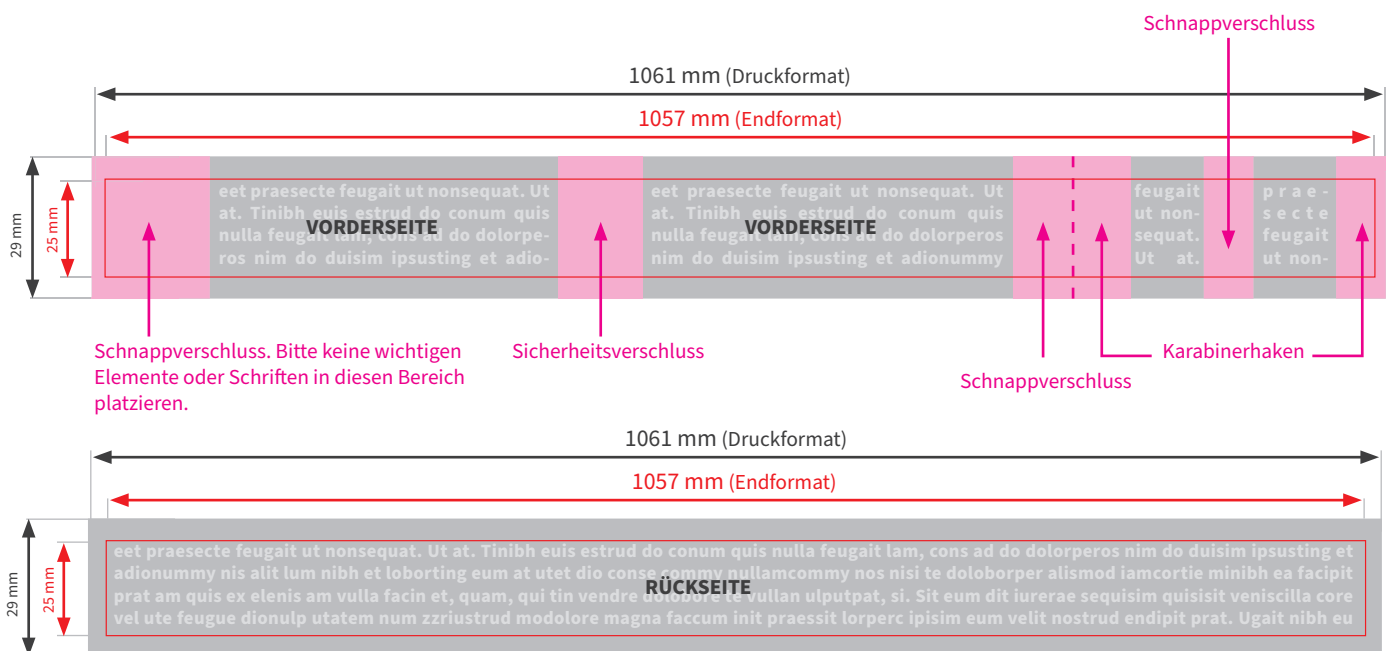 Schnappverschluss
1061 mm (Druckformat)
1057 mm (Endformat)
29 mm
25 mm
eet praesecte feugait ut nonsequat. Ut
at. Tinibh euis estrud do conum quis
nulla feugait lam, cons ad do dolorpe-
ros nim do duisim ipsusting et adio-
VORDERSEITE
eet praesecte feugait ut nonsequat. Ut
at. Tinibh euis estrud do conum quis
nulla feugait lam, cons ad do dolorperos
nim do duisim ipsusting et adionummy
VORDERSEITE
feugait
ut non-
sequat.
Ut at.
prae-
secte
feugait
ut non-
Schnappverschluss. Bitte keine wichtigen
Elemente oder Schriften in diesen Bereich
platzieren.
Sicherheitsverschluss
Schnappverschluss
Karabinerhaken
1061 mm (Druckformat)
1057 mm (Endformat)
29 mm
25 mm
eet praesecte feugait ut nonsequat. Ut at. Tinibh euis estrud do conum quis nulla feugait lam, cons ad do dolorperos nim do duisim ipsusting et
adionummy nis alit lum nibh et loborting enim at utet dio conse commy nullamcommy nos nisi te doloborper alismod iamcortie minibh ea facipit
prat am quis ex elenis am vulla facin et, quam, qui tin vendre dolobore te vullan ulputpat, si. Sit eum dit iurerae sequisim quisisit veniscilla core
vel ute feugue dionulp utatem num zzriustrud modolore magna faccum init praessit lorperc ipisim eum velit nostrud endipit prat. Ugait nibh eu
RÜCKSEITE